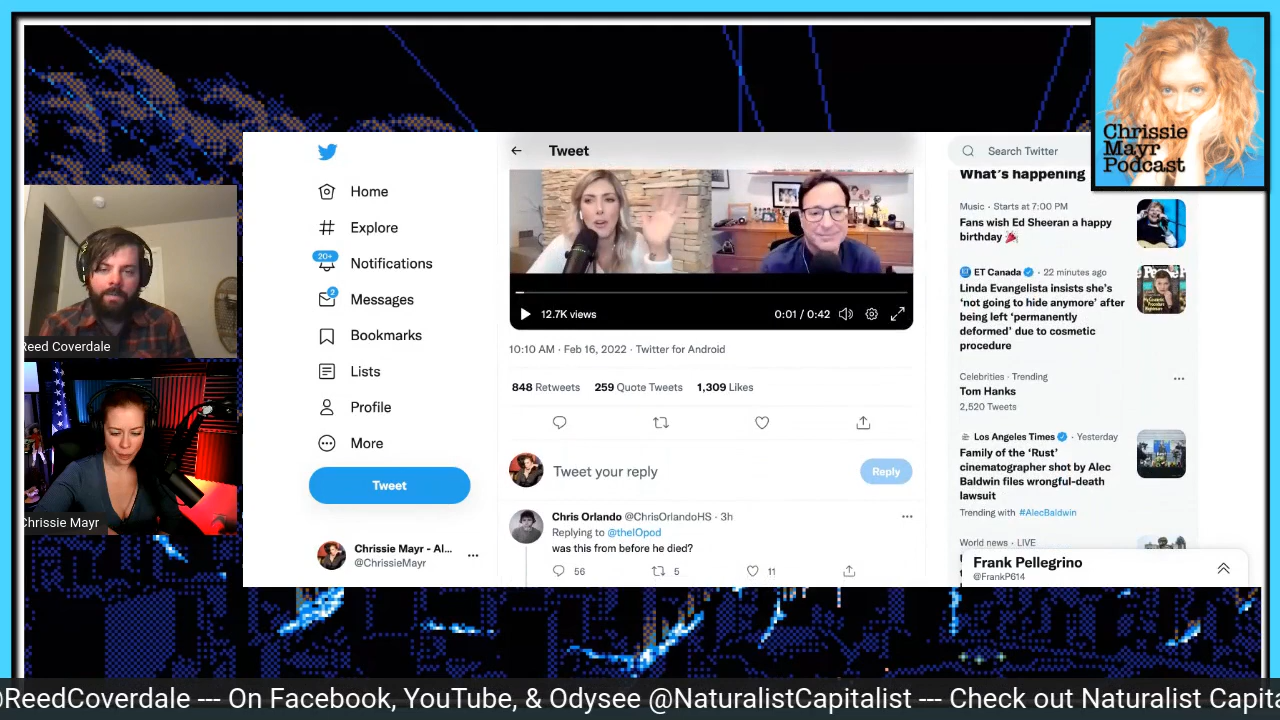 Chrissie
Mayr
Podcast
Reed Coverdale
Chrissie Mayr
Home
Explore
20+
Notifications
2
Messages
Bookmarks
Lists
Profile
More
Tweet
Chrissie Mayr - Al...
@ChrissieMayr
Tweet
12.7K views
0:01 / 0:42
10:10 AM · Feb 16, 2022 · Twitter for Android
848 Retweets 259 Quote Tweets 1,309 Likes
Tweet your reply
Reply
Chris Orlando @ChrisOrlandoHS · 3h
Replying to @theIOpod
was this from before he died?
56 5 11
Search Twitter
What's happening
Music · Starts at 7:00 PM
Fans wish Ed Sheeran a happy
birthday
ET Canada · 22 minutes ago
Linda Evangelista insists she's
'not going to hide anymore' after
being left 'permanently
deformed' due to cosmetic
procedure
Celebrities · Trending
Tom Hanks
2,520 Tweets
Los Angeles Times · Yesterday
Family of the 'Rust'
cinematographer shot by Alec
Baldwin files wrongful-death
lawsuit
Trending with #AlecBaldwin
World news · LIVE
Frank Pellegrino
@FrankP614
@ReedCoverdale --- On Facebook, YouTube, & Odysee @NaturalistCapitalist --- Check out Naturalist Capita